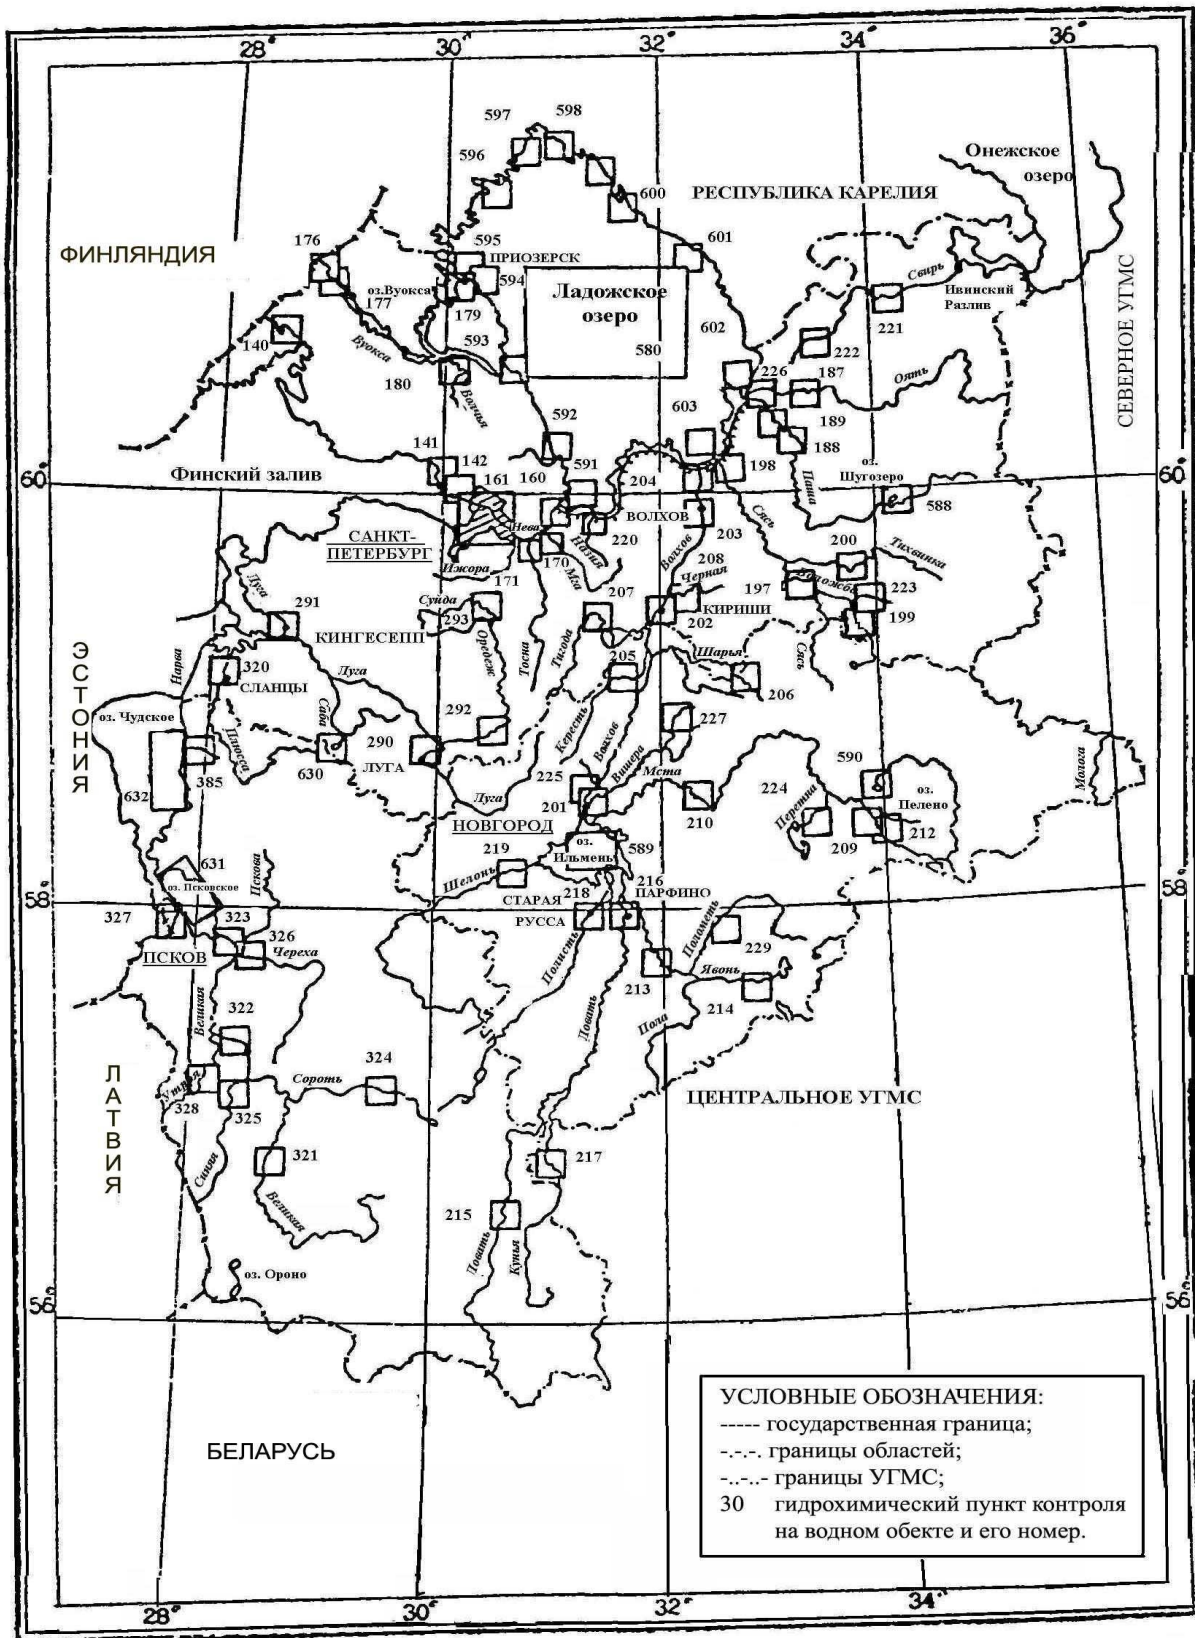 28°
30°
32°
34°
36°
597
598
596
600
Онежское
озеро
РЕСПУБЛИКА КАРЕЛИЯ
ФИНЛЯНДИЯ
176
595
ПРИОЗЕРСК
601
Свирь
594
оз.Вуокса
177
179
Ладожское
озеро
Ивинский
Разлив
СЕВЕРНОЕ УГМС
221
140
Вуокса
593
580
602
222
180
Волчья
226
187
Оять
592
603
189
188
141
142
160
591
198
оз.
Шугозеро
60°
Финский залив
161
204
Паша
60°
588
САНКТ-
ПЕТЕРБУРГ
Нева
ВОЛХОВ
Сясь
203
220
Назия
200
Тихвинка
Ижора
171
170
Мга
Волхов
208
Луга
207
Черная
197
Воложба
223
291
Суйда
293
КИРИШИ
202
199
КИНГЕСЕПП
Оредеж
Тосна
Тигода
205
Шарья
Сясь
ЭСТОНИЯ
Нарва
320
СЛАНЦЫ
Луга
206
оз. Чудское
Саба
292
Кересть
Волхов
227
Плюсса
290
Вишера
385
630
ЛУГА
590
Молога
632
225
Мста
224
оз.
Пелено
Луга
201
Перетна
НОВГОРОД
210
209
212
219
оз.
Ильмень
589
631
оз. Псковское
Пскова
Шелонь
216
218
58°
58°
СТАРАЯ
РУССА
ПАРФИНО
327
323
Полометь
326
229
ПСКОВ
Череха
Полисть
Явонь
213
214
Великая
322
Ловать
Пола
ЛАТВИЯ
324
Утроя
Сороть
ЦЕНТРАЛЬНОЕ УГМС
328
325
Синяя
321
217
Великая
215
Ловать
Кунья
оз. Ороно
56°
56°
БЕЛАРУСЬ
УСЛОВНЫЕ ОБОЗНАЧЕНИЯ:
----- государственная граница;
-.-.-. границы областей;
-..-..- границы УГМС;
30 гидрохимический пункт контроля
на водном обекте и его номер.
28°
30°
32°
34°